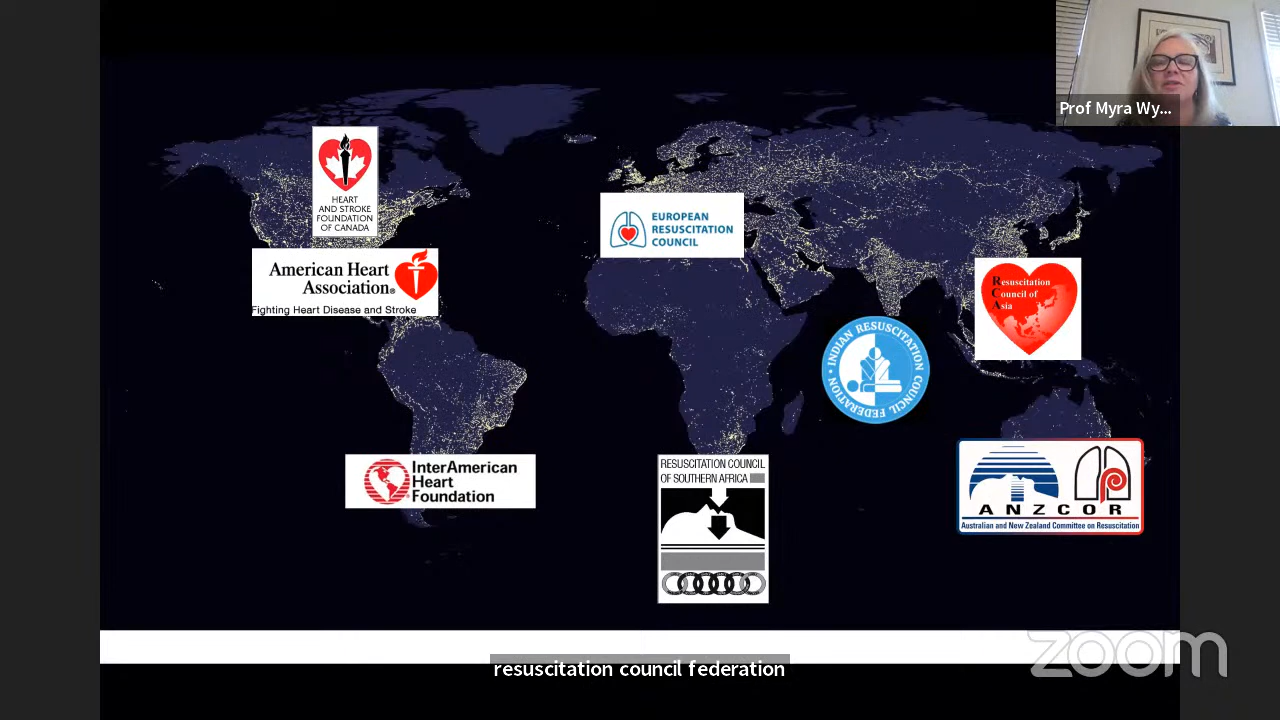 Prof Myra Wy...
HEART
AND STROKE
FOUNDATION
OF CANADA
American Heart
Association®
Fighting Heart Disease and Stroke
EUROPEAN
RESUSCITATION
COUNCIL
Resuscitation
Council of
Asia
INDIAN RESUSCITATION COUNCIL FEDERATION
InterAmerican
Heart
Foundation
RESUSCITATION COUNCIL
OF SOUTHERN AFRICA
ANZCOR
Australian and New Zealand Committee on Resuscitation
resuscitation council federation
zoom